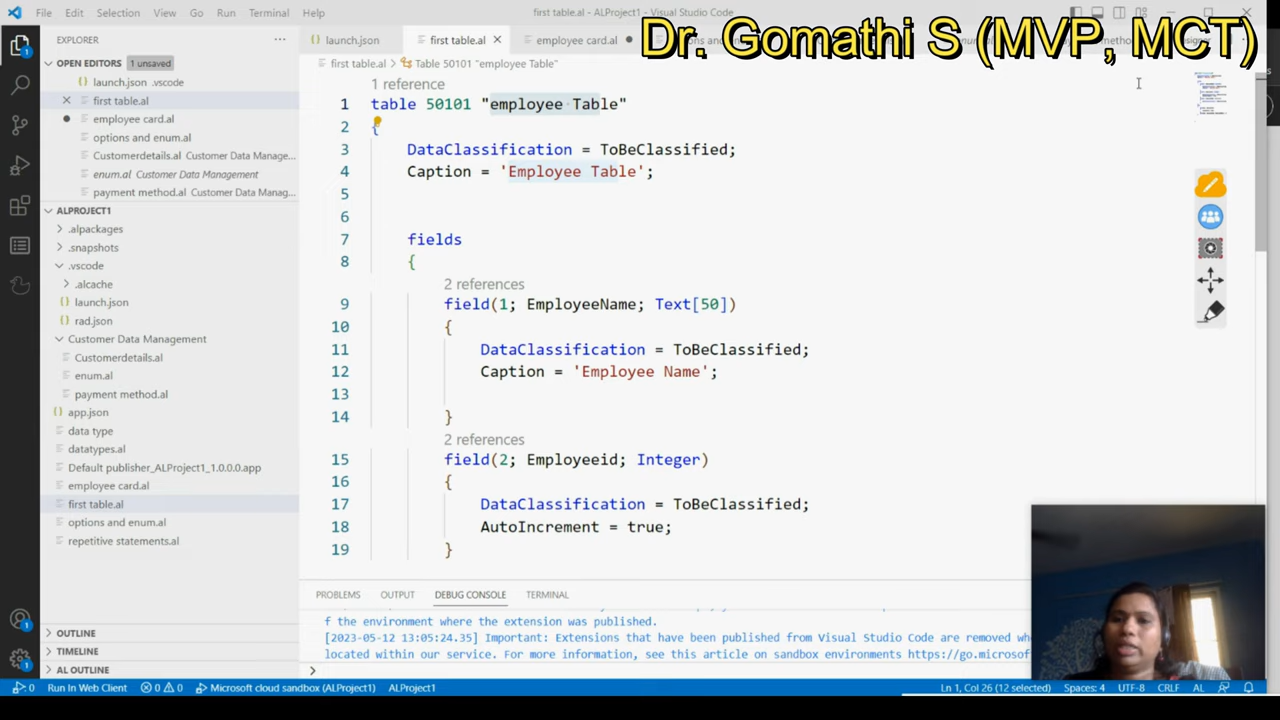 File Edit Selection View Go Run Terminal Help
first table.al - ALProject1 - Visual Studio Code
Dr. Gomathi S (MVP, MCT)
EXPLORER
OPEN EDITORS 1 unsaved
launch.json .vscode
first table.al
employee card.al
options and enum.al
Customerdetails.al Customer Data Manage...
enum.al Customer Data Management
payment method.al Customer Data Manag...
ALPROJECT1
.alpackages
.snapshots
.vscode
.alcache
launch.json
rad.json
Customer Data Management
Customerdetails.al
enum.al
payment method.al
app.json
data type
datatypes.al
Default publisher_ALProject1_1.0.0.0.app
employee card.al
first table.al
options and enum.al
repetitive statements.al
OUTLINE
TIMELINE
AL OUTLINE
launch.json first table.al employee card.al
first table.al > Table 50101 "employee Table"
1 reference
1 table 50101 "employee Table"
2 {
3 DataClassification = ToBeClassified;
4 Caption = 'Employee Table';
5
6
7 fields
8 {
2 references
9 field(1; EmployeeName; Text[50])
10 {
11 DataClassification = ToBeClassified;
12 Caption = 'Employee Name';
13
14 }
2 references
15 field(2; Employeeid; Integer)
16 {
17 DataClassification = ToBeClassified;
18 AutoIncrement = true;
19 }
PROBLEMS OUTPUT DEBUG CONSOLE TERMINAL
f the environment where the extension was published.
[2023-05-12 13:05:24.35] Important: Extensions that have been published from Visual Studio Code are removed
located within our service. For more information, see this article on sandbox environments https://go.microsof
0 Run In Web Client 0 0 Microsoft cloud sandbox (ALProject1) ALProject1 Ln 1, Col 26 (12 selected) Spaces: 4 UTF-8 CRLF AL